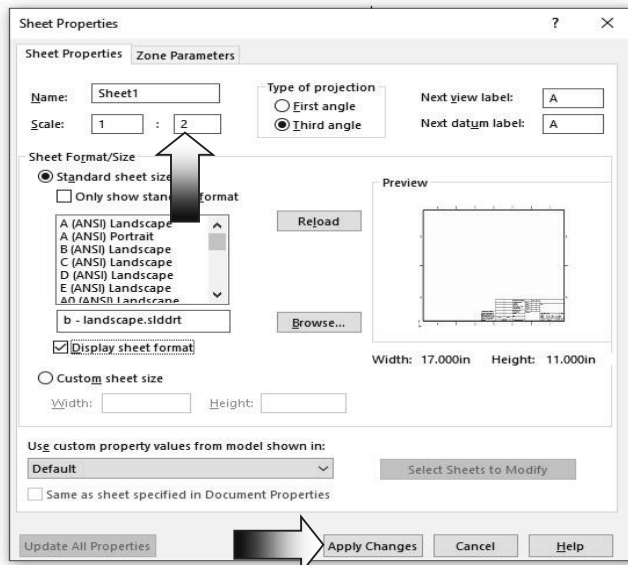 Sheet Properties ? ×
Sheet Properties Zone Parameters
Name: Sheet1
Scale: 1 : 2
Type of projection
First angle
Third angle
Next view label: A
Next datum label: A
Sheet Format/Size
Standard sheet size
Only show stan format
A (ANSI) Landscape
A (ANSI) Portrait
B (ANSI) Landscape
C (ANSI) Landscape
D (ANSI) Landscape
E (ANSI) Landscape
A0 (ANSI) Landscape
Reload
b - landscape.slddrt
Browse...
Display sheet format
Custom sheet size
Width: Height:
Preview
Width: 17.000in Height: 11.000in
Use custom property values from model shown in:
Default
Select Sheets to Modify
Same as sheet specified in Document Properties
Update All Properties Apply Changes Cancel Help